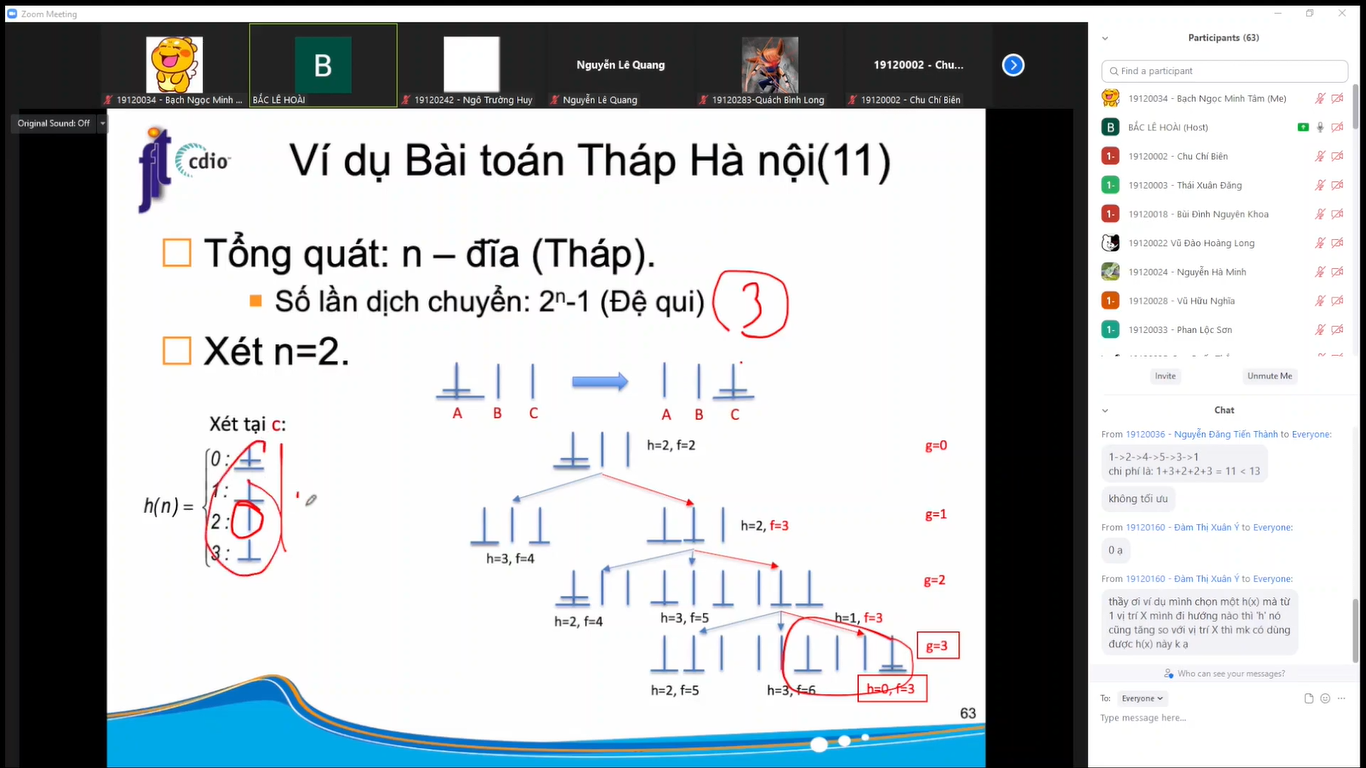 Zoom Meeting
B
Nguyễn Lê Quang
19120002 - Chu...
19120034 - Bạch Ngọc Minh ...
BẮC LÊ HOÀI
19120242 - Ngô Trường Huy
Nguyễn Lê Quang
19120283-Quách Bình Long
19120002 - Chu Chí Biên
Original Sound: Off
fit
cdio
Ví dụ Bài toán Tháp Hà nội(11)
Tổng quát: n – đĩa (Tháp).
Số lần dịch chuyển: 2ⁿ-1 (Đệ qui)
3
Xét n=2.
A B C
A B C
Xét tại c:
h(n) =
0 :
1 :
2 :
3 :
h=2, f=2
g=0
h=3, f=4
h=2, f=3
g=1
h=2, f=4
h=3, f=5
h=1, f=3
g=2
h=2, f=5
h=3, f=6
h=0, f=3
g=3
63
Participants (63)
Find a participant
19120034 - Bạch Ngọc Minh Tâm (Me)
B
BẮC LÊ HOÀI (Host)
1-
19120002 - Chu Chí Biên
1-
19120003 - Thái Xuân Đăng
1-
19120018 - Bùi Đình Nguyên Khoa
19120022 Vũ Đào Hoàng Long
19120024 - Nguyễn Hà Minh
1-
19120028 - Vũ Hữu Nghĩa
1-
19120033 - Phan Lộc Sơn
Invite
Unmute Me
Chat
From 19120036 - Nguyễn Đăng Tiến Thành to Everyone:
1->2->4->5->3->1
chi phí là: 1+3+2+2+3 = 11 < 13
không tối ưu
From 19120160 - Đàm Thị Xuân Ý to Everyone:
0 ạ
From 19120160 - Đàm Thị Xuân Ý to Everyone:
thầy ơi ví dụ mình chọn một h(x) mà từ
1 vị trí X mình đi hướng nào thì 'h' nó
cũng tăng so với vị trí X thì mk có dùng
được h(x) này k ạ
Who can see your messages?
To:
Everyone
Type message here...